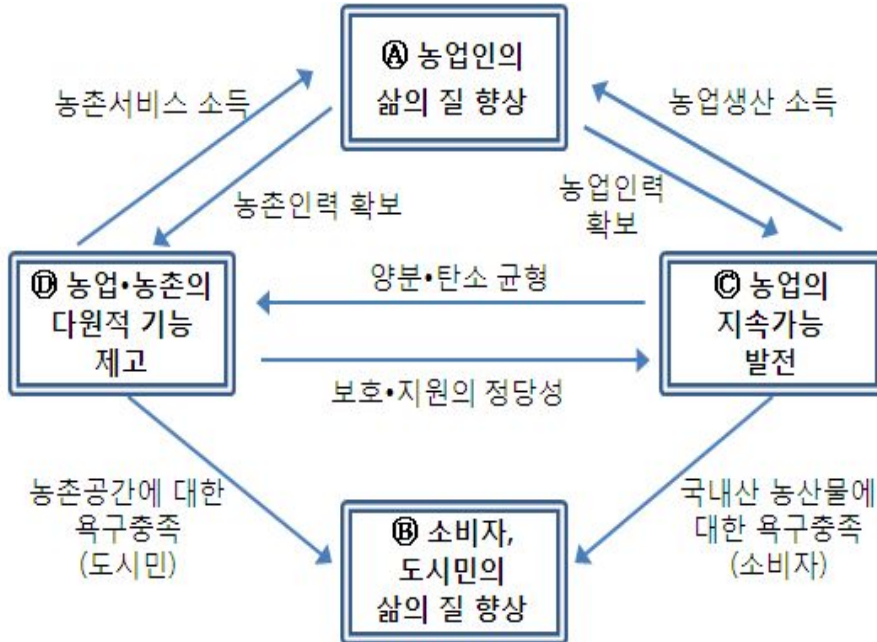 Ⓐ 농업인의
삶의 질 향상
농촌서비스 소득
농업생산 소득
농촌인력 확보
농업인력
확보
Ⓓ 농업•농촌의
다원적 기능
제고
양분•탄소 균형
Ⓒ 농업의
지속가능
발전
보호•지원의 정당성
농촌공간에 대한
욕구충족
(도시민)
국내산 농산물에
대한 욕구충족
(소비자)
Ⓑ 소비자,
도시민의
삶의 질 향상